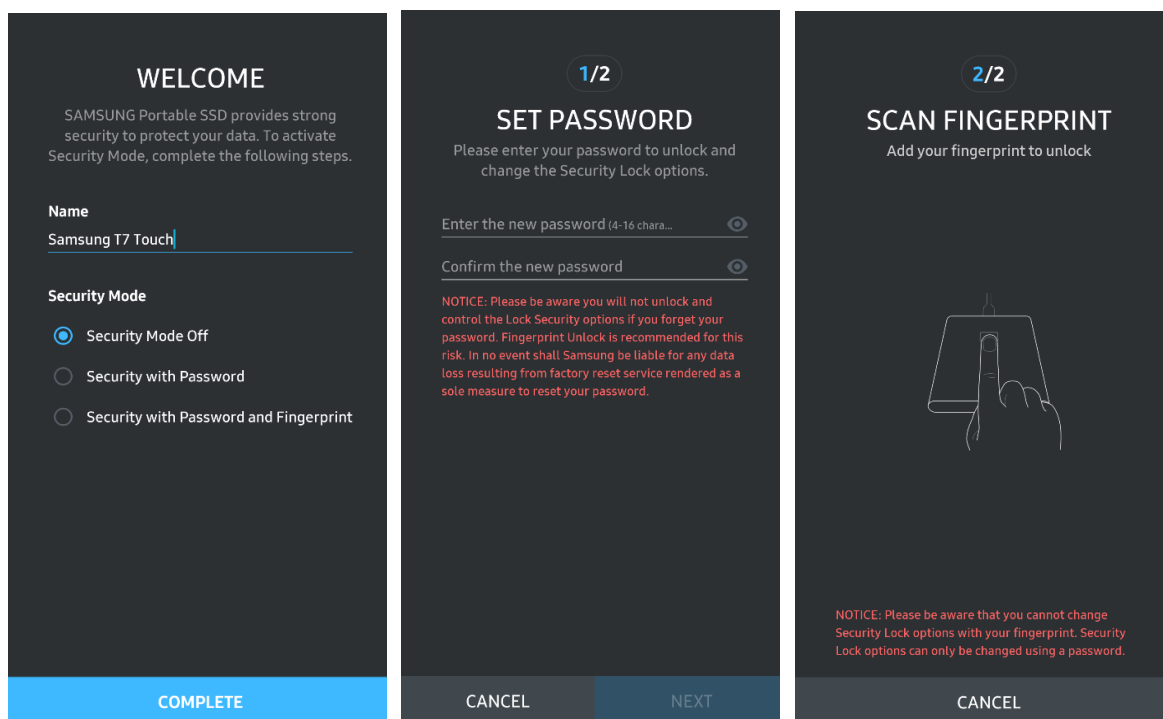 WELCOME
SAMSUNG Portable SSD provides strong
security to protect your data. To activate
Security Mode, complete the following steps.
Name
Samsung T7 Touch
Security Mode
Security Mode Off
Security with Password
Security with Password and Fingerprint
COMPLETE
1/2
SET PASSWORD
Please enter your password to unlock and
change the Security Lock options.
Enter the new password (4-16 chara...
Confirm the new password
NOTICE: Please be aware you will not unlock and
control the Lock Security options if you forget your
password. Fingerprint Unlock is recommended for this
risk. In no event shall Samsung be liable for any data
loss resulting from factory reset service rendered as a
sole measure to reset your password.
CANCEL
NEXT
2/2
SCAN FINGERPRINT
Add your fingerprint to unlock
NOTICE: Please be aware that you cannot change
Security Lock options with your fingerprint. Security
Lock options can only be changed using a password.
CANCEL